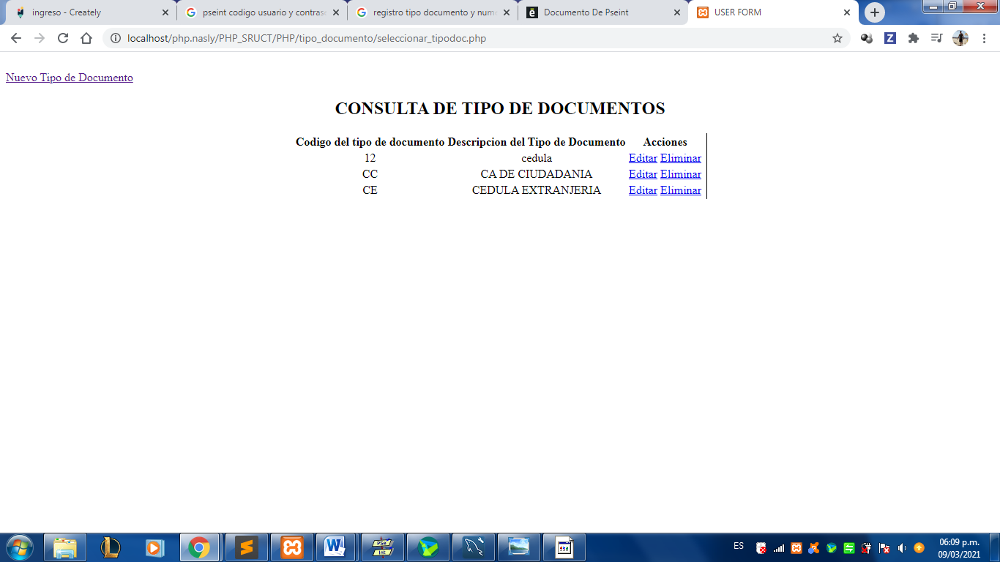 ingreso - Creately
pseint codigo usuario y contras
registro tipo documento y num
Documento De Pseint
USER FORM
localhost/php.nasly/PHP_SRUCT/PHP/tipo_documento/seleccionar_tipodoc.php
Nuevo Tipo de Documento
CONSULTA DE TIPO DE DOCUMENTOS
Codigo del tipo de documento Descripcion del Tipo de Documento Acciones
12 cedula Editar Eliminar
CC CA DE CIUDADANIA Editar Eliminar
CE CEDULA EXTRANJERIA Editar Eliminar
ES
06:09 p.m.
09/03/2021